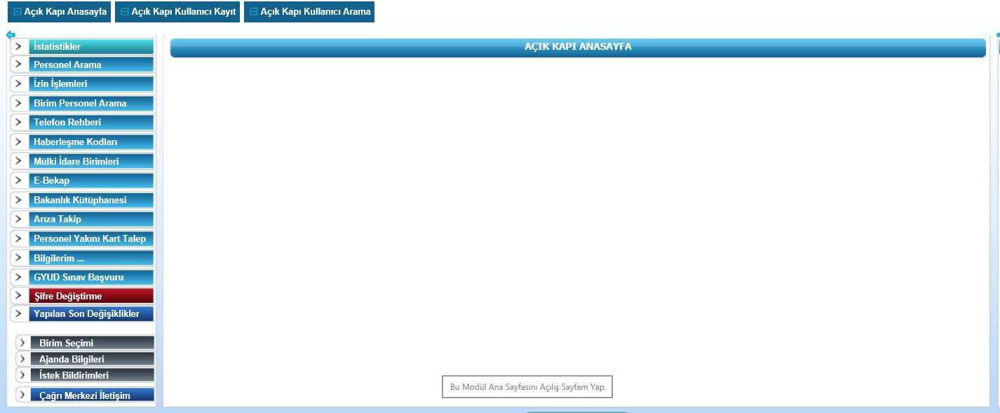 Açık Kapı Anasayfa
Açık Kapı Kullanıcı Kayıt
Açık Kapı Kullanıcı Arama
İstatistikler
Personel Arama
İzin İşlemleri
Birim Personel Arama
Telefon Rehberi
Haberleşme Kodları
Mülki İdare Birimleri
E-Bekap
Bakanlık Kütüphanesi
Arıza Takip
Personel Yakını Kart Talep
Bilgilerim ...
GYUD Sınav Başvuru
Şifre Değiştirme
Yapılan Son Değişiklikler
Birim Seçimi
Ajanda Bilgileri
İstek Bildirimleri
Çağrı Merkezi İletişim
AÇIK KAPI ANASAYFA
Bu Modül Ana Sayfasını Açılış Sayfam Yap